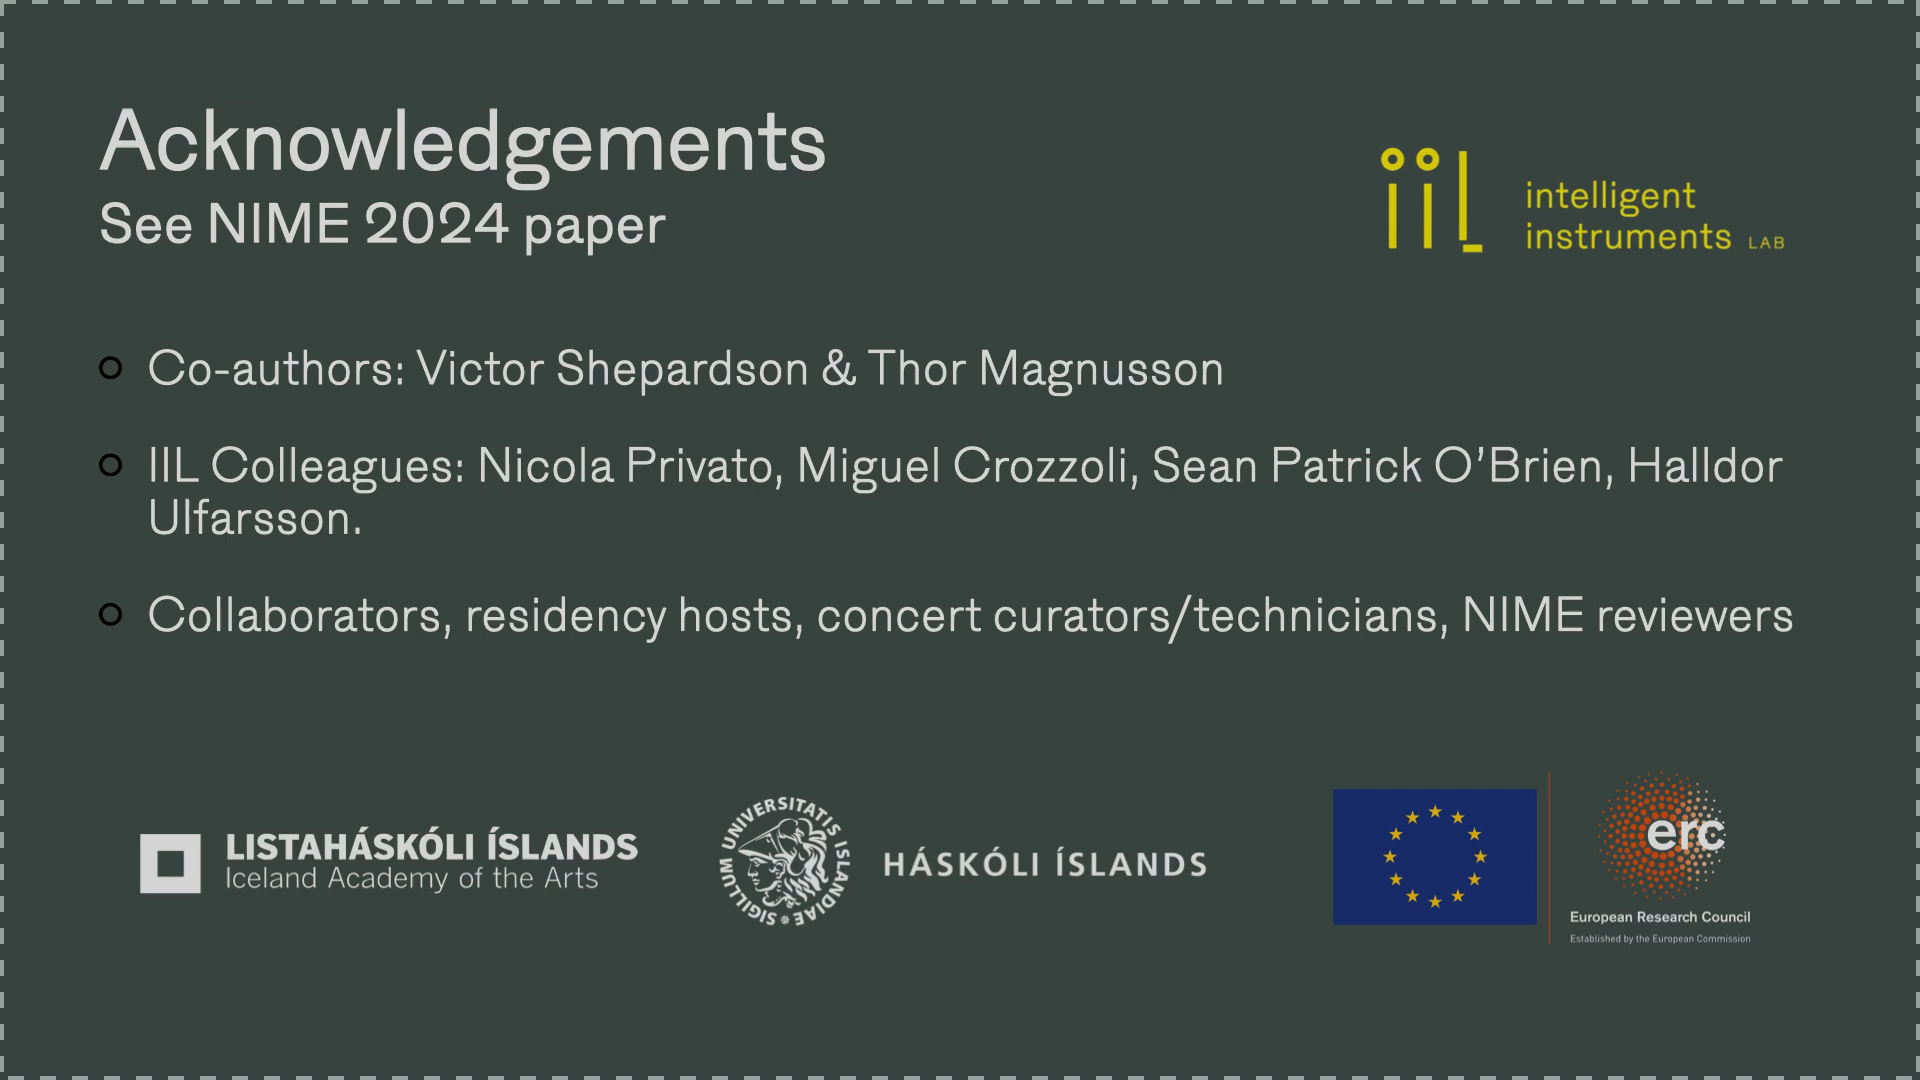 Acknowledgements
See NIME 2024 paper
iil
intelligent
instruments LAB
Co-authors: Victor Shepardson & Thor Magnusson
IIL Colleagues: Nicola Privato, Miguel Crozzoli, Sean Patrick O’Brien, Halldor
Ulfarsson.
Collaborators, residency hosts, concert curators/technicians, NIME reviewers
LISTAHÁSKÓLI ÍSLANDS
Iceland Academy of the Arts
SIGILLUM UNIVERSITATIS ISLANDIAE
HÁSKÓLI ÍSLANDS
erc
European Research Council
Established by the European Commission